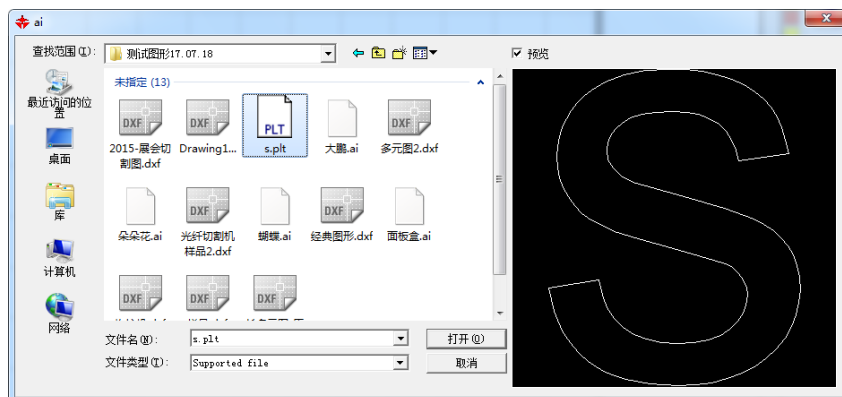 ai
查找范围(I):
测试图形17.07.18
预览
最近访问的位置
桌面
库
计算机
网络
未指定 (13)
DXF
DXF
PLT
DXF
2015-展会切割图.dxf
Drawing1...
s.plt
大鹏.ai
多元图2.dxf
DXF
DXF
朵朵花.ai
光纤切割机样品2.dxf
蝴蝶.ai
经典图形.dxf
面板盒.ai
DXF
DXF
DXF
文件名(N):
s.plt
打开(O)
文件类型(T):
Supported file
取消